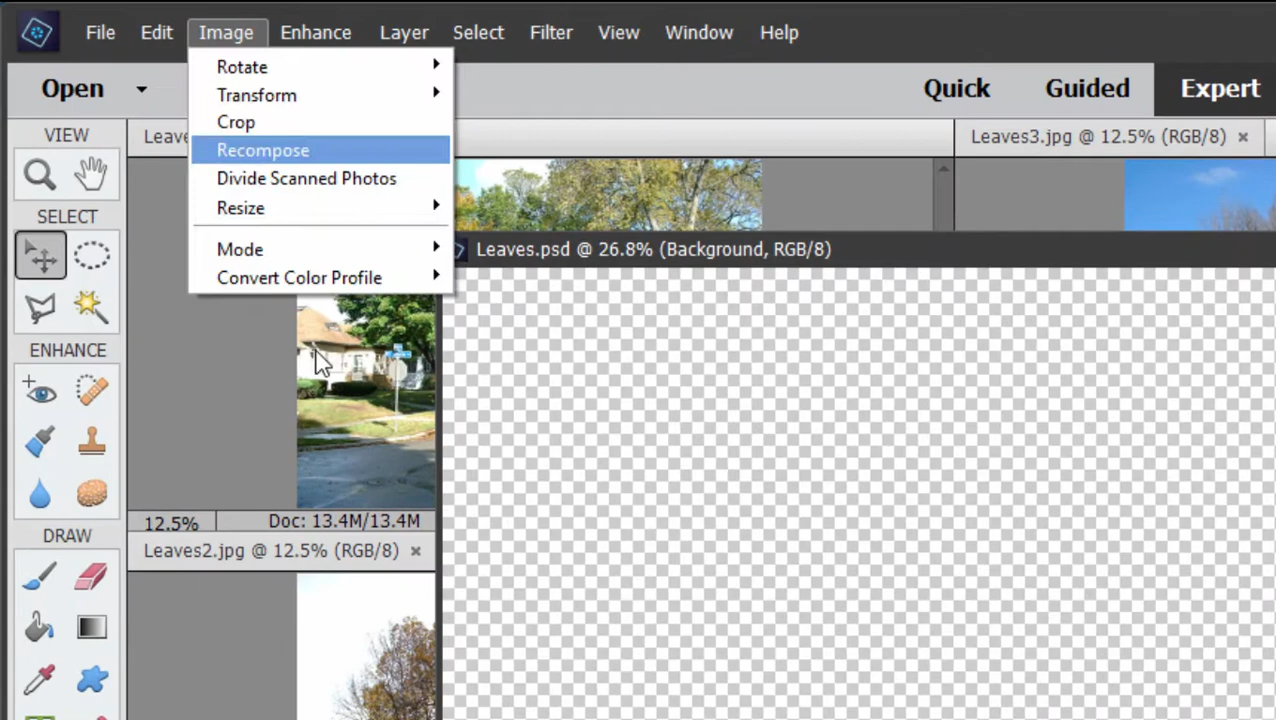 File Edit Image Enhance Layer Select Filter View Window Help
Open Quick Guided Expert
Rotate
Transform
Crop
Recompose
Divide Scanned Photos
Resize
Mode
Convert Color Profile
VIEW
SELECT
ENHANCE
DRAW
Leave
Leaves3.jpg @ 12.5% (RGB/8) ×
Leaves.psd @ 26.8% (Background, RGB/8)
12.5% Doc: 13.4M/13.4M
Leaves2.jpg @ 12.5% (RGB/8) ×